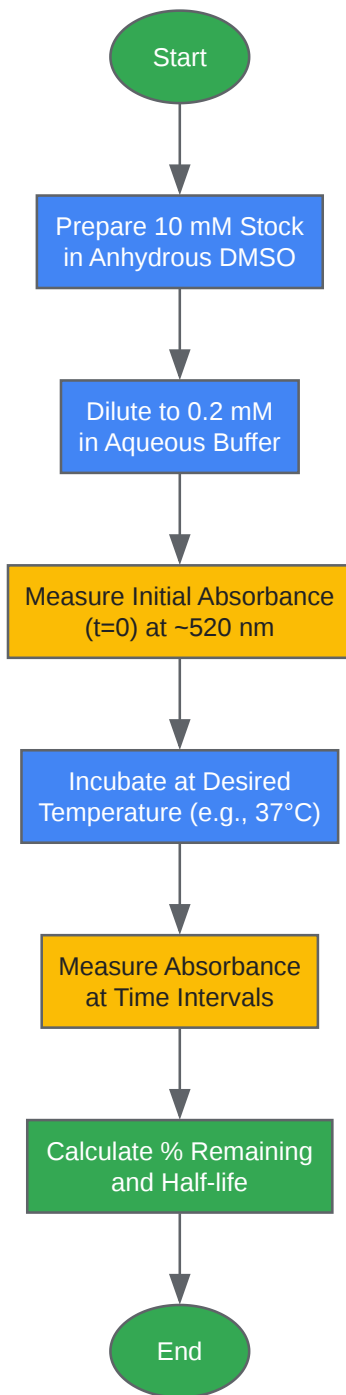 Start
Prepare 10 mM Stock
in Anhydrous DMSO
Dilute to 0.2 mM
in Aqueous Buffer
Measure Initial Absorbance
(t=0) at ~520 nm
Incubate at Desired
Temperature (e.g., 37°C)
Measure Absorbance
at Time Intervals
Calculate % Remaining
and Half-life
End